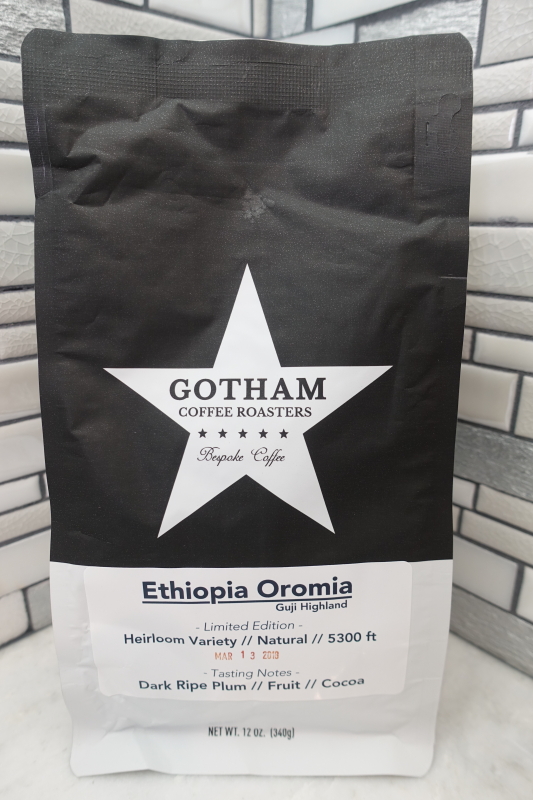 GOTHAM
COFFEE ROASTERS
Bespoke Coffee
Ethiopia Oromia
Guji Highland
- Limited Edition -
Heirloom Variety // Natural // 5300 ft
MAR 13 2019
- Tasting Notes -
Dark Ripe Plum // Fruit // Cocoa
NET WT. 12 OZ. (340g)